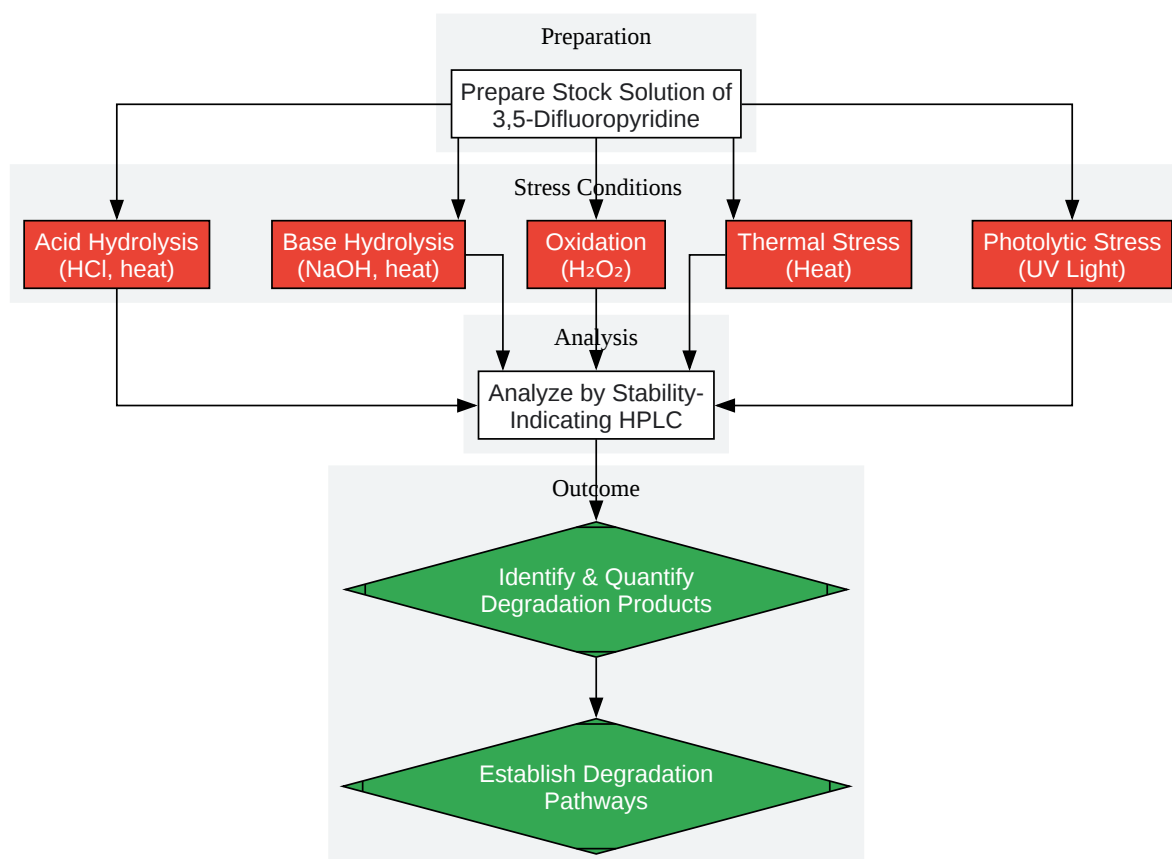 Preparation
Prepare Stock Solution of
3,5-Difluoropyridine
Stress Conditions
Acid Hydrolysis
(HCl, heat)
Base Hydrolysis
(NaOH, heat)
Oxidation
(H₂O₂)
Thermal Stress
(Heat)
Photolytic Stress
(UV Light)
Analysis
Analyze by Stability-
Indicating HPLC
Outcome
Identify & Quantify
Degradation Products
Establish Degradation
Pathways